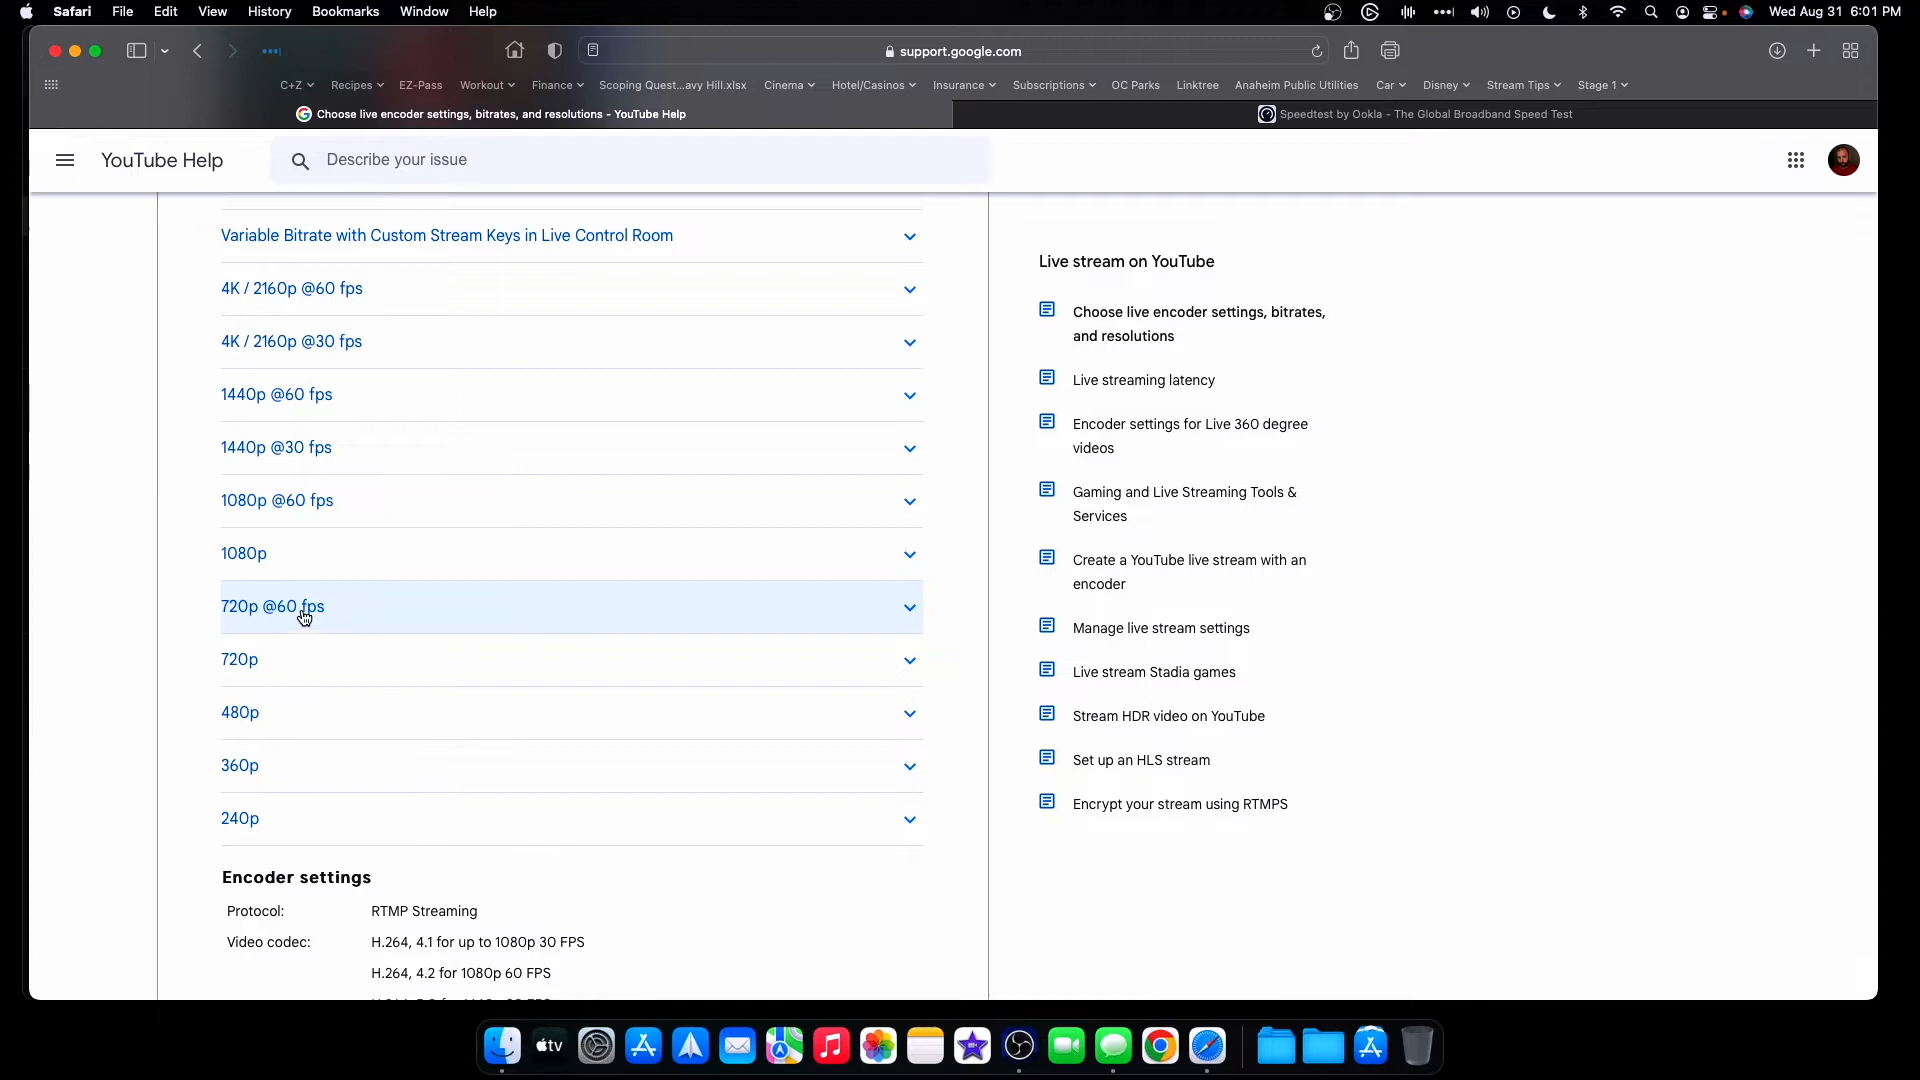 Safari File Edit View History Bookmarks Window Help Wed Aug 31 6:01 PM
support.google.com
C+Z Recipes EZ-Pass Workout Finance Scoping Quest...avy Hill.xlsx Cinema Hotel/Casinos Insurance Subscriptions OC Parks Linktree Anaheim Public Utilities Car Disney Stream Tips Stage 1
Choose live encoder settings, bitrates, and resolutions - YouTube Help Speedtest by Ookla - The Global Broadband Speed Test
YouTube Help Describe your issue
Variable Bitrate with Custom Stream Keys in Live Control Room
4K / 2160p @60 fps
4K / 2160p @30 fps
1440p @60 fps
1440p @30 fps
1080p @60 fps
1080p
720p @60 fps
720p
480p
360p
240p
Encoder settings
Protocol: RTMP Streaming
Video codec: H.264, 4.1 for up to 1080p 30 FPS
H.264, 4.2 for 1080p 60 FPS
Live stream on YouTube
Choose live encoder settings, bitrates,
and resolutions
Live streaming latency
Encoder settings for Live 360 degree
videos
Gaming and Live Streaming Tools &
Services
Create a YouTube live stream with an
encoder
Manage live stream settings
Live stream Stadia games
Stream HDR video on YouTube
Set up an HLS stream
Encrypt your stream using RTMPS
tv